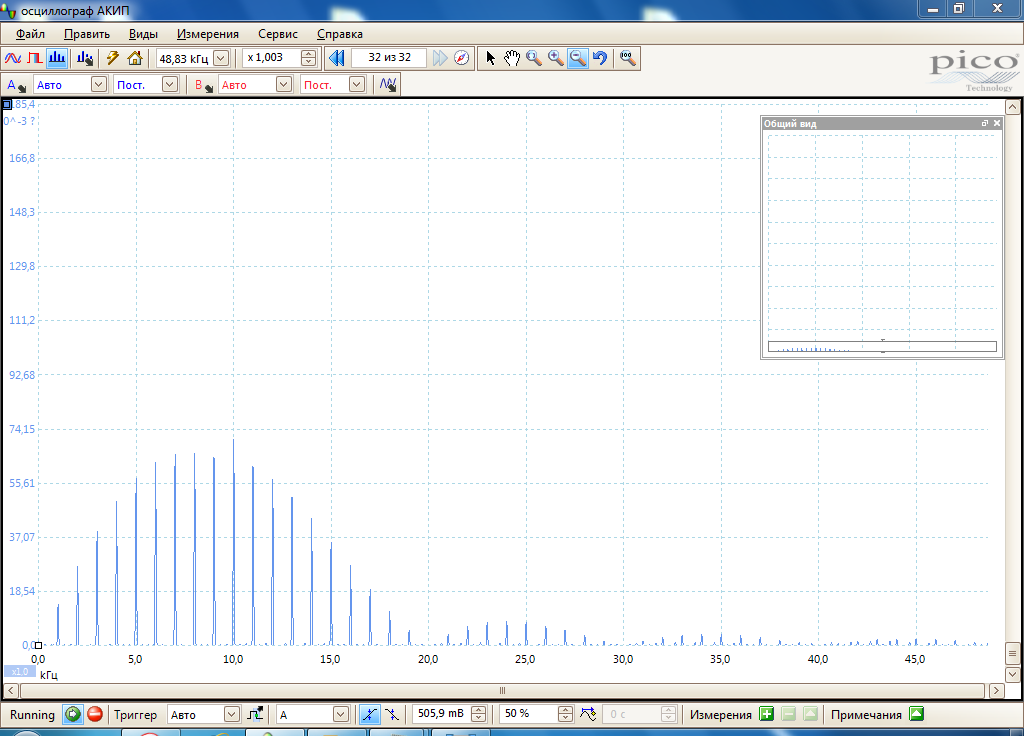 осциллограф АКИП
Файл Править Виды Измерения Сервис Справка
48,83 кГц x 1,003 32 из 32
pico
Technology
A Авто Пост. B Авто Пост.
185,4
0^-3 ?
Общий вид
166,8
148,3
129,8
111,2
92,68
74,15
55,61
37,07
18,54
0,0
0,0 5,0 10,0 15,0 20,0 25,0 30,0 35,0 40,0 45,0
x1,0
кГц
Running Триггер Авто A 505,9 mB 50 % 0 с Измерения Примечания